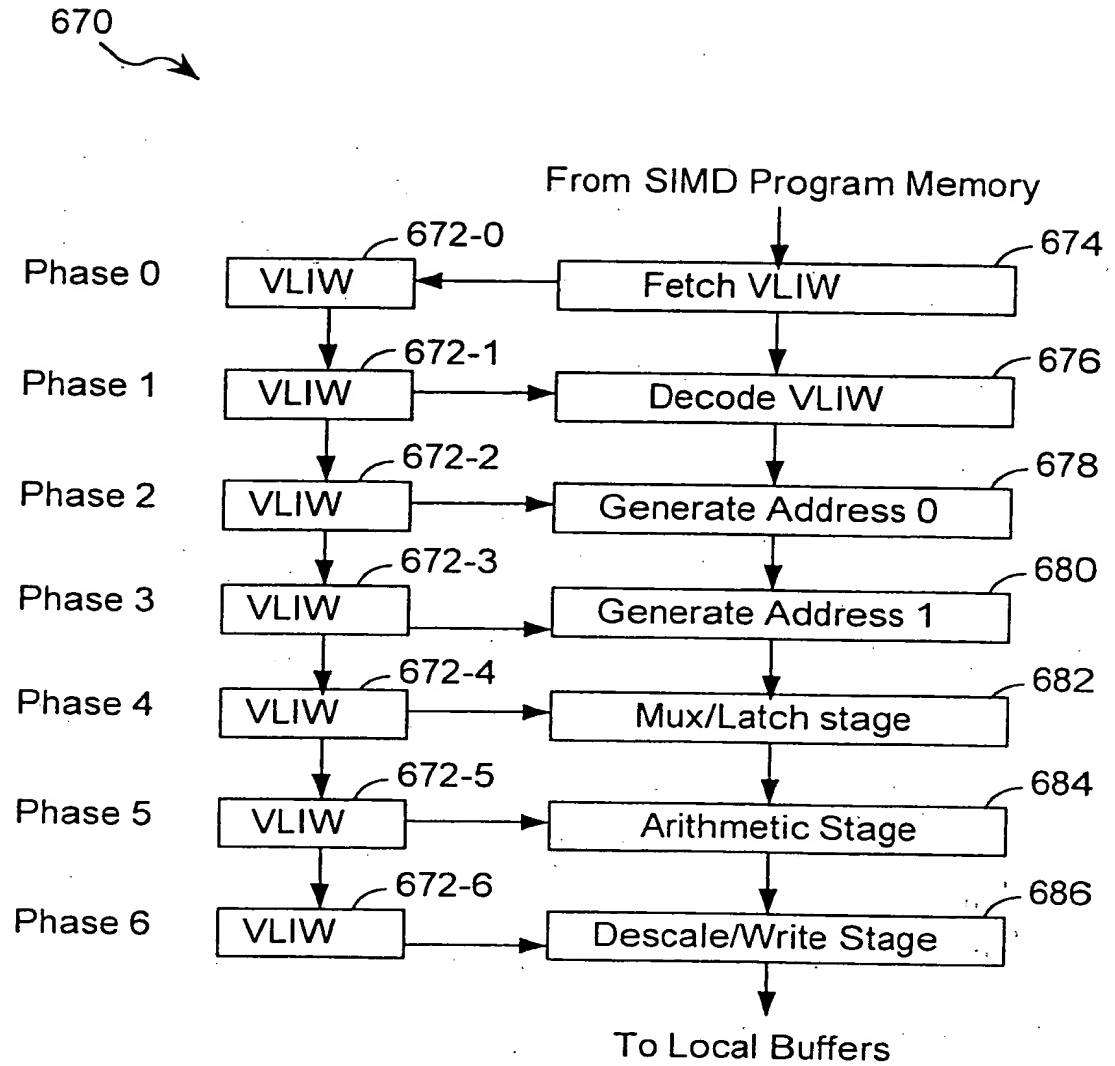 670
From SIMD Program Memory
672-0
674
Phase 0
VLIW
Fetch VLIW
672-1
676
Phase 1
VLIW
Decode VLIW
672-2
678
Phase 2
VLIW
Generate Address 0
672-3
680
Phase 3
VLIW
Generate Address 1
672-4
682
Phase 4
VLIW
Mux/Latch stage
672-5
684
Phase 5
VLIW
Arithmetic Stage
672-6
686
Phase 6
VLIW
Descale/Write Stage
To Local Buffers